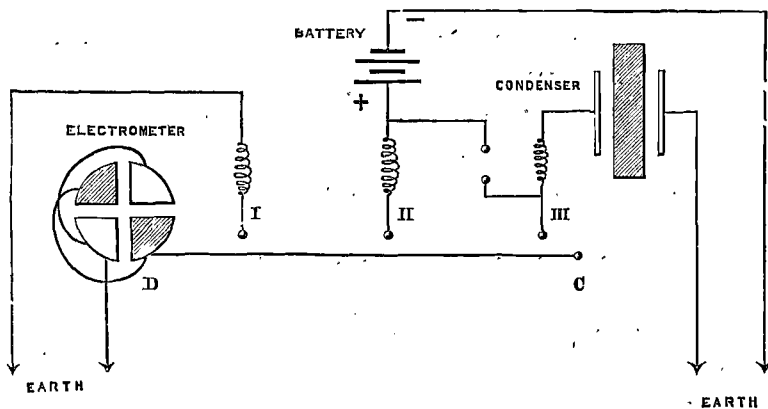 BATTERY
−
+
CONDENSER
ELECTROMETER
I
II
III
D
C
EARTH
EARTH